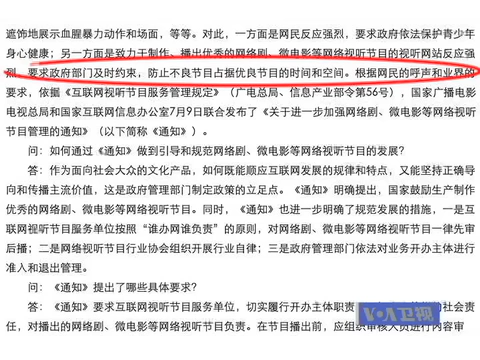 遮饰地展示血腥暴力动作和场面，等等。对此，一方面网民反应强烈，要求政府依法保护青少年
身心健康；另一方面是致力于制作、播出优秀的网络剧、微电影等网络视听节目的视听网站反应强
烈，要求政府部门及时约束，防止不良节目占据优良节目的时间和空间。根据网民的呼声和业界的
要求，依据《互联网视听节目服务管理规定》（广电总局、信息产业部令第56号），国家广播电影
电视总局和国家互联网信息办公室7月9日联合发布了《关于进一步加强网络剧、微电影等网络视听
节目管理的通知》（以下简称《通知》）。
问：如何通过《通知》做到引导和规范网络剧、微电影等网络视听节目的发展？
答：作为面向社会大众的文化产品，如何既能顺应互联网发展的规律和特点，又能坚持正确导
向和传播主流价值，这是政府管理部门制定政策的立足点。《通知》明确提出，国家鼓励生产制作
优秀的网络剧、微电影等网络视听节目。同时，《通知》也进一步明确了规范发展的措施，一是互
联网视听节目服务单位按照“谁办网谁负责”的原则，对网络剧、微电影等网络视听节目一律先审
后播；二是网络视听节目行业协会组织开展行业自律；三是政府管理部门依法对业务开办主体进行
准入和退出管理。
问：《通知》提出了哪些具体要求？
答：《通知》要求互联网视听节目服务单位，切实履行开办主体职责 社会责
任，对播出的网络剧、微电影等网络视听节目 在节目播出前，应组织审核人员进行内容审
VOA卫视